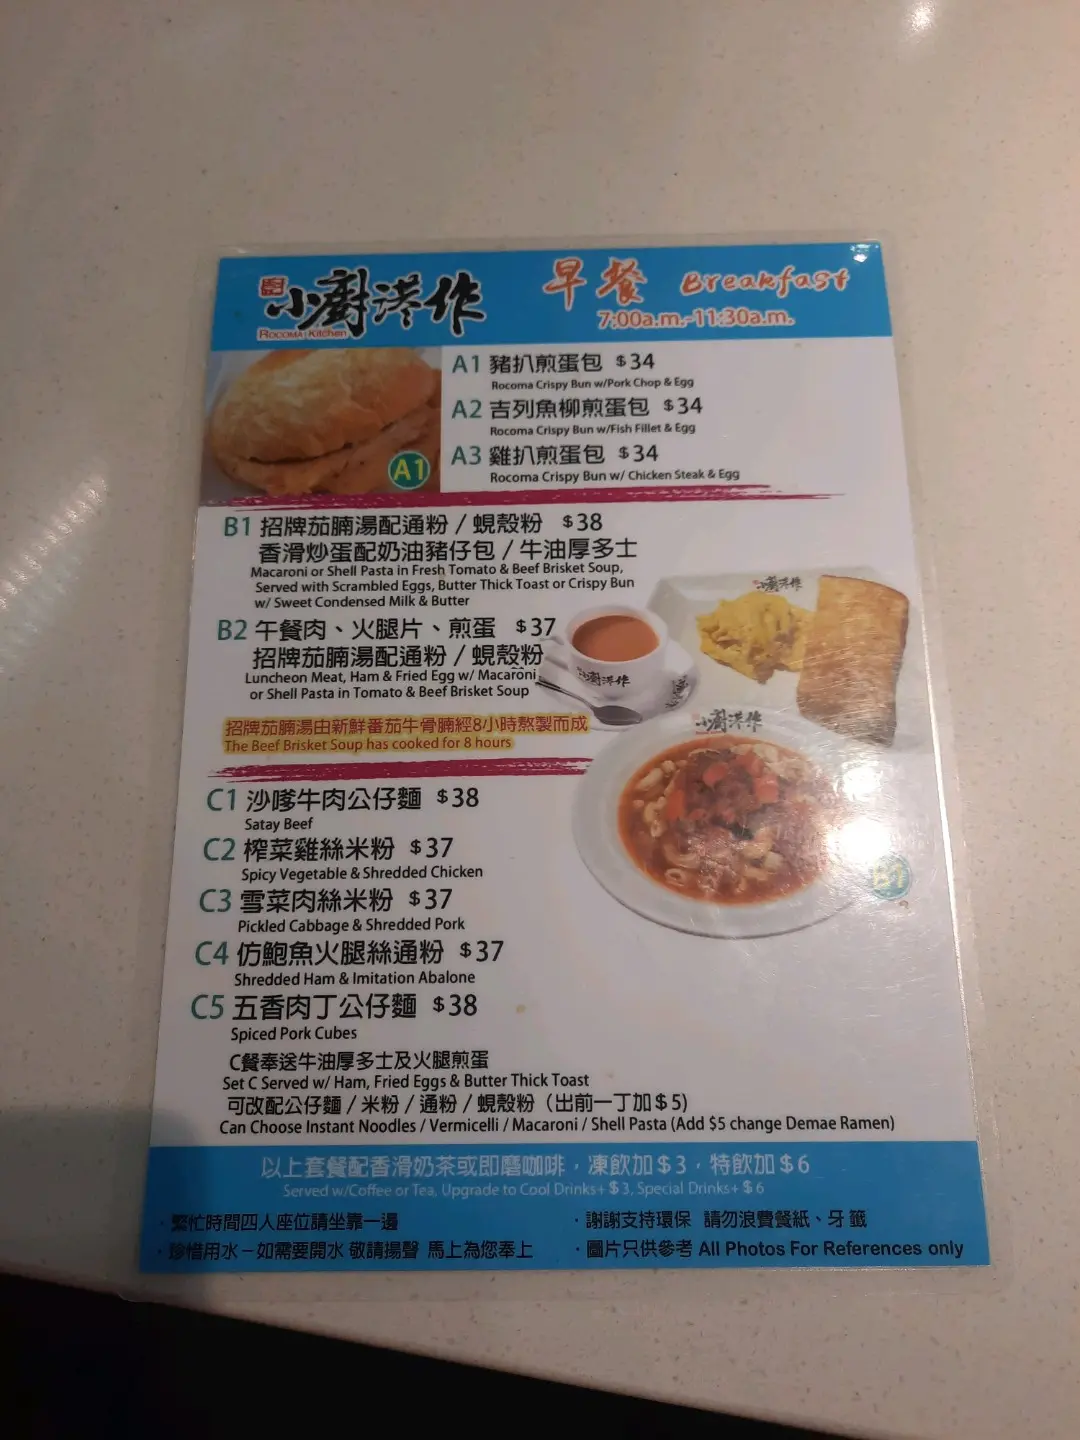 小廚港作
ROCOMA Kitchen
早餐 Breakfast
7:00a.m.-11:30a.m.
A1 豬扒煎蛋包 $34
Rocoma Crispy Bun w/Pork Chop & Egg
A2 吉列魚柳煎蛋包 $34
Rocoma Crispy Bun w/Fish Fillet & Egg
A3 雞扒煎蛋包 $34
Rocoma Crispy Bun w/ Chicken Steak & Egg
A1
B1 招牌茄腩湯配通粉 / 蜆殼粉 $38
香滑炒蛋配奶油豬仔包 / 牛油厚多士
Macaroni or Shell Pasta in Fresh Tomato & Beef Brisket Soup,
Served with Scrambled Eggs, Butter Thick Toast or Crispy Bun
w/ Sweet Condensed Milk & Butter
B2 午餐肉、火腿片、煎蛋 $37
招牌茄腩湯配通粉 / 蜆殼粉
Luncheon Meat, Ham & Fried Egg w/ Macaroni
or Shell Pasta in Tomato & Beef Brisket Soup
小廚港作
小廚港作
小廚港作
招牌茄腩湯由新鮮番茄牛骨腩經8小時熬製而成
The Beef Brisket Soup has cooked for 8 hours
B1
C1 沙嗲牛肉公仔麵 $38
Satay Beef
C2 榨菜雞絲米粉 $37
Spicy Vegetable & Shredded Chicken
C3 雪菜肉絲米粉 $37
Pickled Cabbage & Shredded Pork
C4 仿鮑魚火腿絲通粉 $37
Shredded Ham & Imitation Abalone
C5 五香肉丁公仔麵 $38
Spiced Pork Cubes
C餐奉送牛油厚多士及火腿煎蛋
Set C Served w/ Ham, Fried Eggs & Butter Thick Toast
可改配公仔麵 / 米粉 / 通粉 / 蜆殼粉 (出前一丁加$5)
Can Choose Instant Noodles / Vermicelli / Macaroni / Shell Pasta (Add $5 change Demae Ramen)
以上套餐配香滑奶茶或即磨咖啡，凍飲加$3，特飲加$6
Served w/Coffee or Tea, Upgrade to Cool Drinks+$3, Special Drinks+$6
· 繁忙時間四人座位請坐靠一邊
· 謝謝支持環保 請勿浪費餐紙、牙籤
· 珍惜用水－如需要開水 敬請揚聲 馬上為您奉上
· 圖片只供參考 All Photos For References only